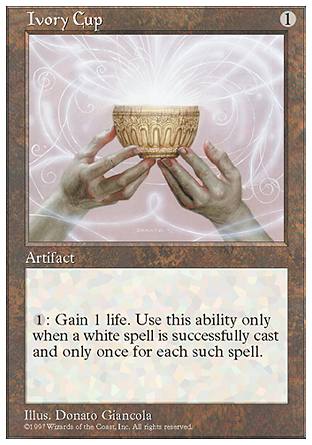 Ivory Cup 1
DONATO
Artifact
1: Gain 1 life. Use this ability only
when a white spell is successfully cast
and only once for each such spell.
Illus. Donato Giancola
©1997 Wizards of the Coast, Inc. All rights reserved.